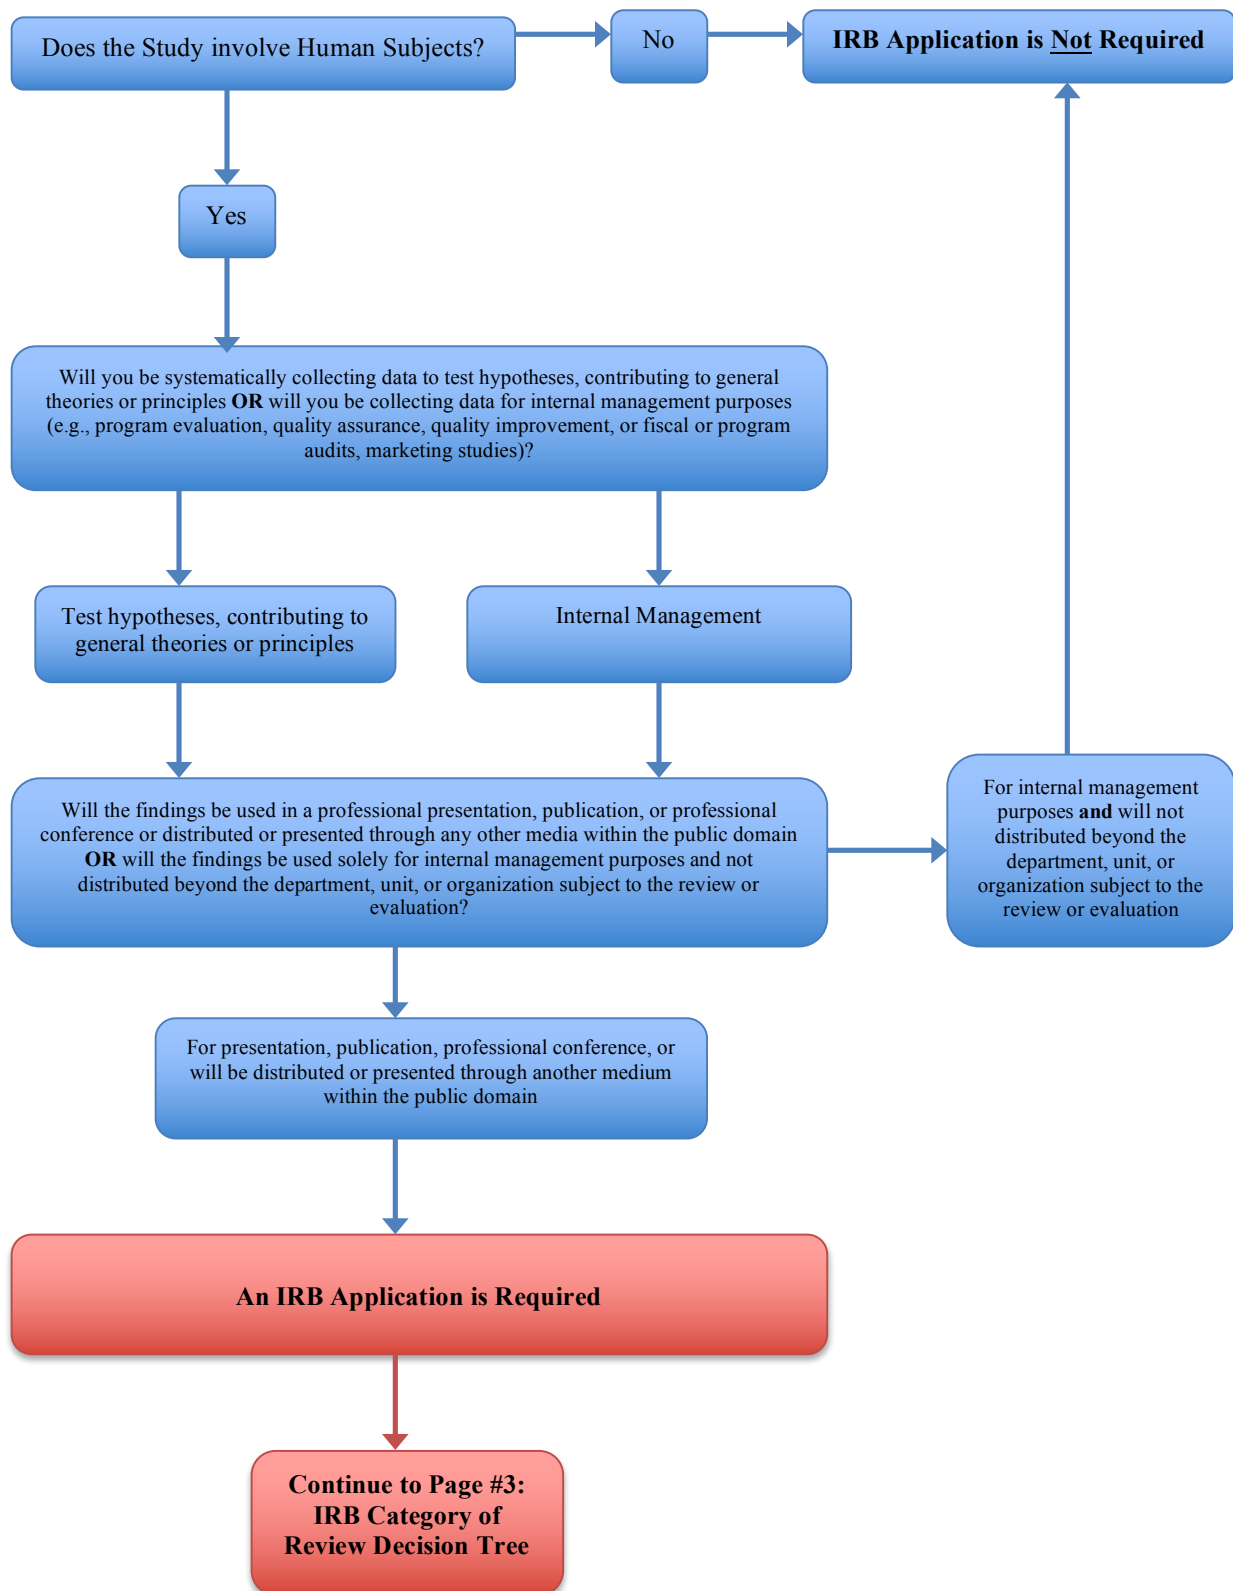 Does the Study involve Human Subjects?
No
IRB Application is Not Required
Yes
Will you be systematically collecting data to test hypotheses, contributing to general
theories or principles OR will you be collecting data for internal management purposes
(e.g., program evaluation, quality assurance, quality improvement, or fiscal or program
audits, marketing studies)?
Test hypotheses, contributing to
general theories or principles
Internal Management
Will the findings be used in a professional presentation, publication, or professional
conference or distributed or presented through any other media within the public domain
OR will the findings be used solely for internal management purposes and not
distributed beyond the department, unit, or organization subject to the review or
evaluation?
For internal management
purposes and will not
distributed beyond the
department, unit, or
organization subject to the
review or evaluation
For presentation, publication, professional conference, or
will be distributed or presented through another medium
within the public domain
An IRB Application is Required
Continue to Page #3:
IRB Category of
Review Decision Tree